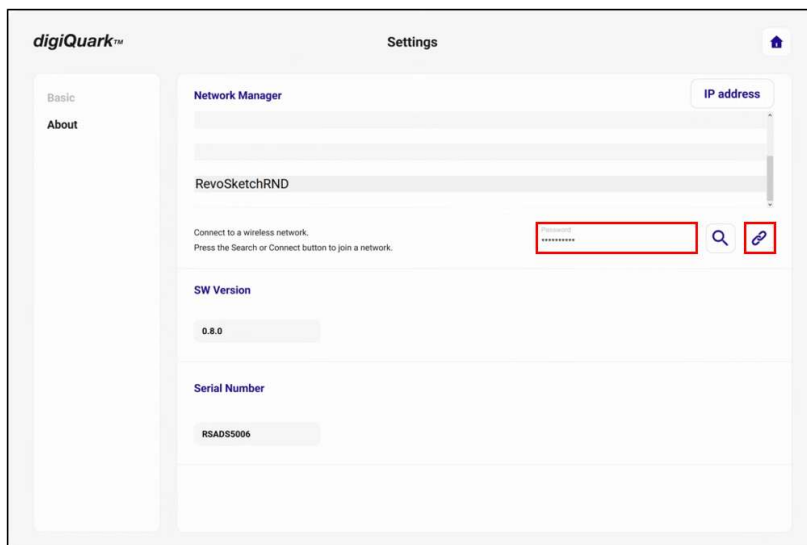 digiQuark™
Settings
Basic
About
Network Manager
IP address
RevoSketchRND
Connect to a wireless network.
Press the Search or Connect button to join a network.
Password
••••••••••
SW Version
0.8.0
Serial Number
RSADS5006